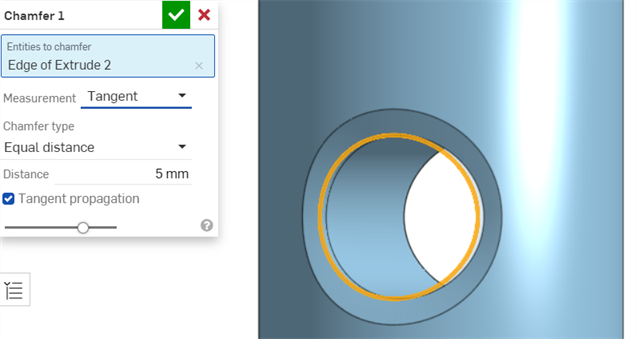 Chamfer 1
Entities to chamfer
Edge of Extrude 2
Measurement Tangent
Chamfer type
Equal distance
Distance 5 mm
Tangent propagation